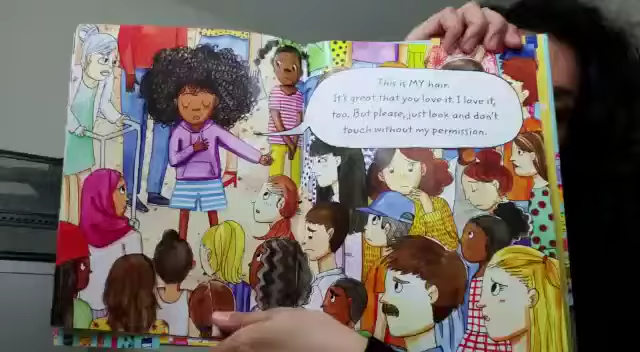 This is MY hair.
It's great that you love it. I love it,
too. But please, just look and don't
touch without my permission.